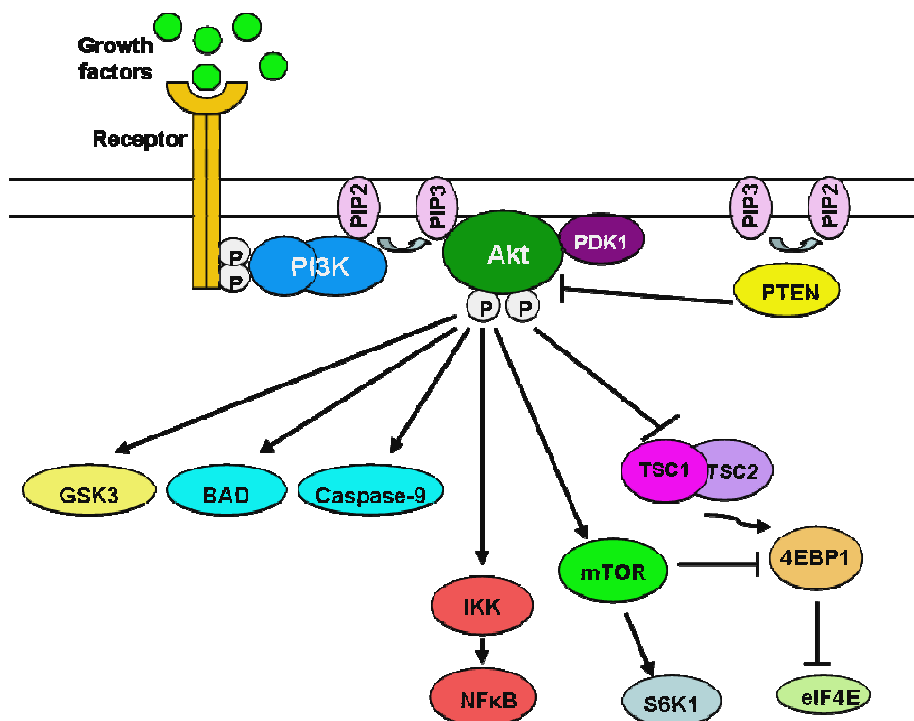 Growth
factors
Receptor
PIP2
PIP3
PIP3
PIP2
P
P
PI3K
Akt
PDK1
PTEN
P
P
GSK3
BAD
Caspase-9
TSC1
TSC2
4EBP1
mTOR
IKK
NFκB
S6K1
eIF4E